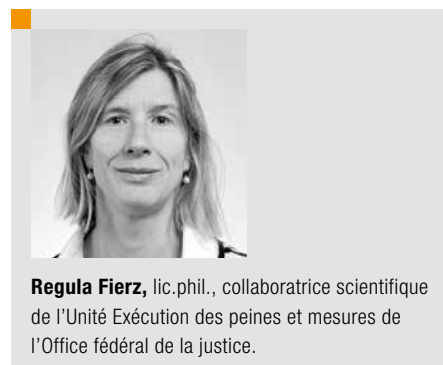 Regula Fierz, lic.phil., collaboratrice scientifique
de l’Unité Exécution des peines et mesures de
l’Office fédéral de la justice.